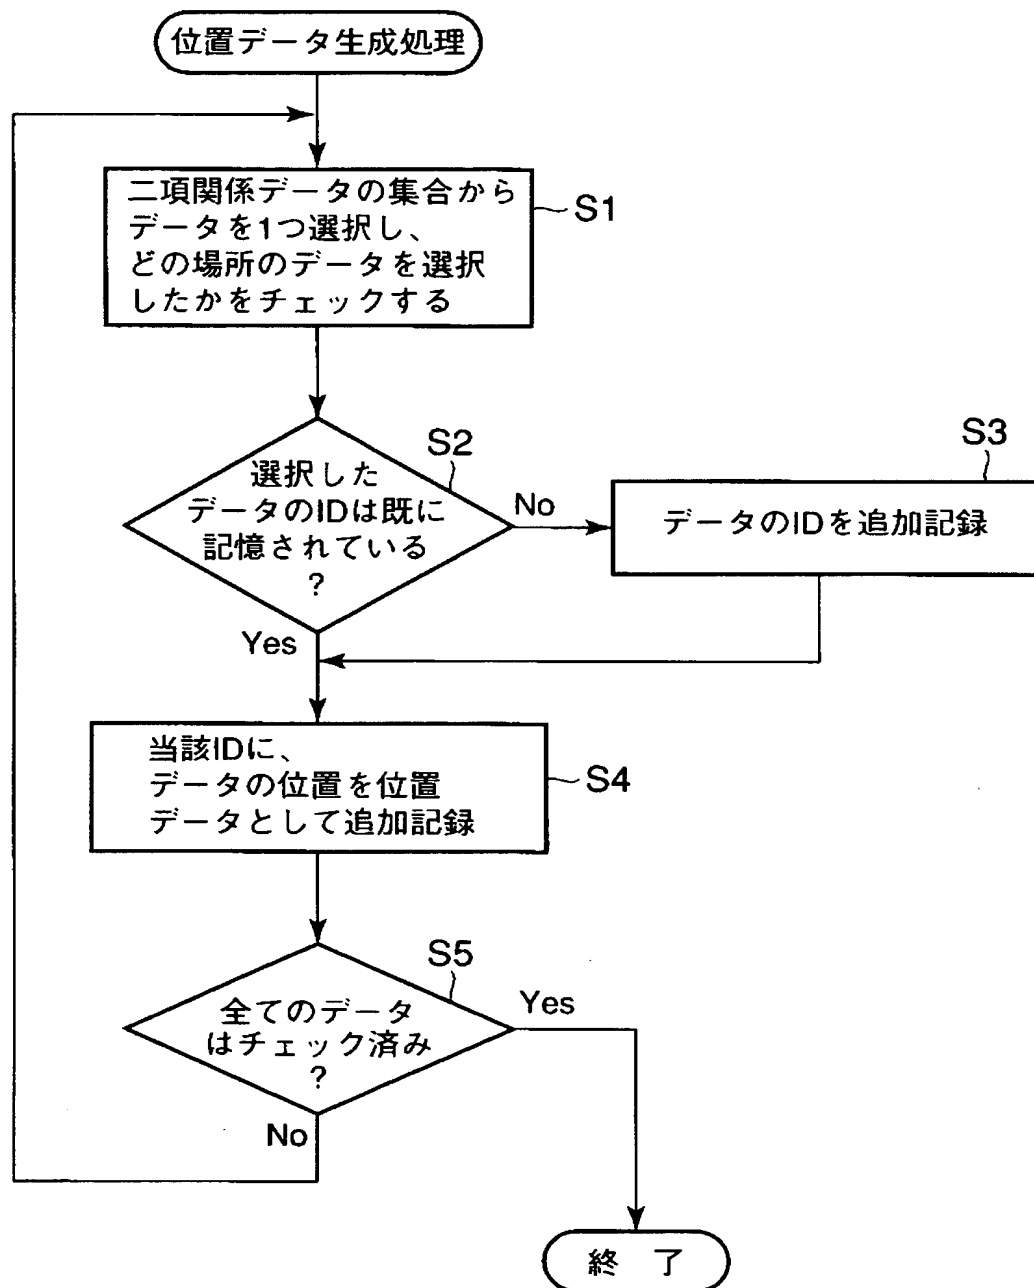 位置データ生成処理
二項関係データの集合から
データを1つ選択し、
どの場所のデータを選択
したかをチェックする
S1
S2
選択した
データのIDは既に
記憶されている
?
No
S3
データのIDを追加記録
Yes
当該IDに、
データの位置を位置
データとして追加記録
S4
S5
全てのデータ
はチェック済み
?
Yes
No
終 了